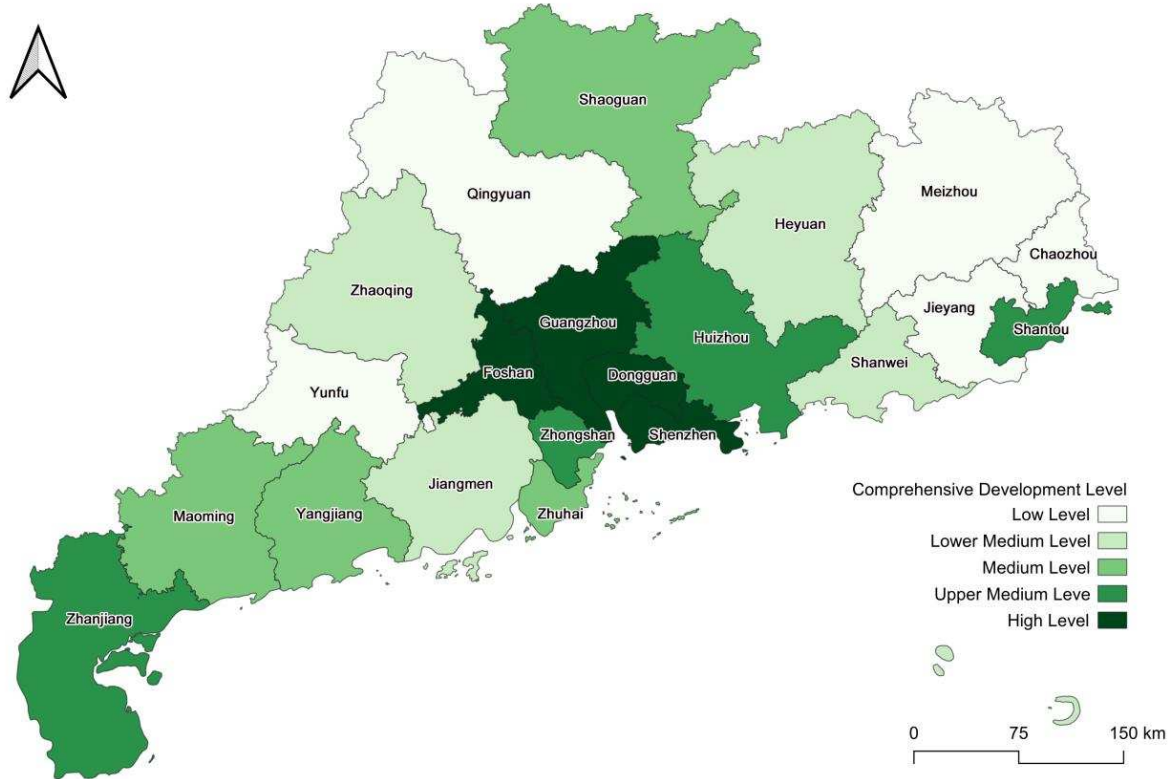 Shaoguan
Qingyuan
Meizhou
Heyuan
Chaozhou
Zhaoqing
Jieyang
Guangzhou
Shantou
Huizhou
Shanwei
Foshan
Dongguan
Yunfu
Zhongshan
Shenzhen
Jiangmen
Zhuhai
Maoming
Yangjiang
Zhanjiang
Comprehensive Development Level
Low Level
Lower Medium Level
Medium Level
Upper Medium Leve
High Level
0 75 150 km